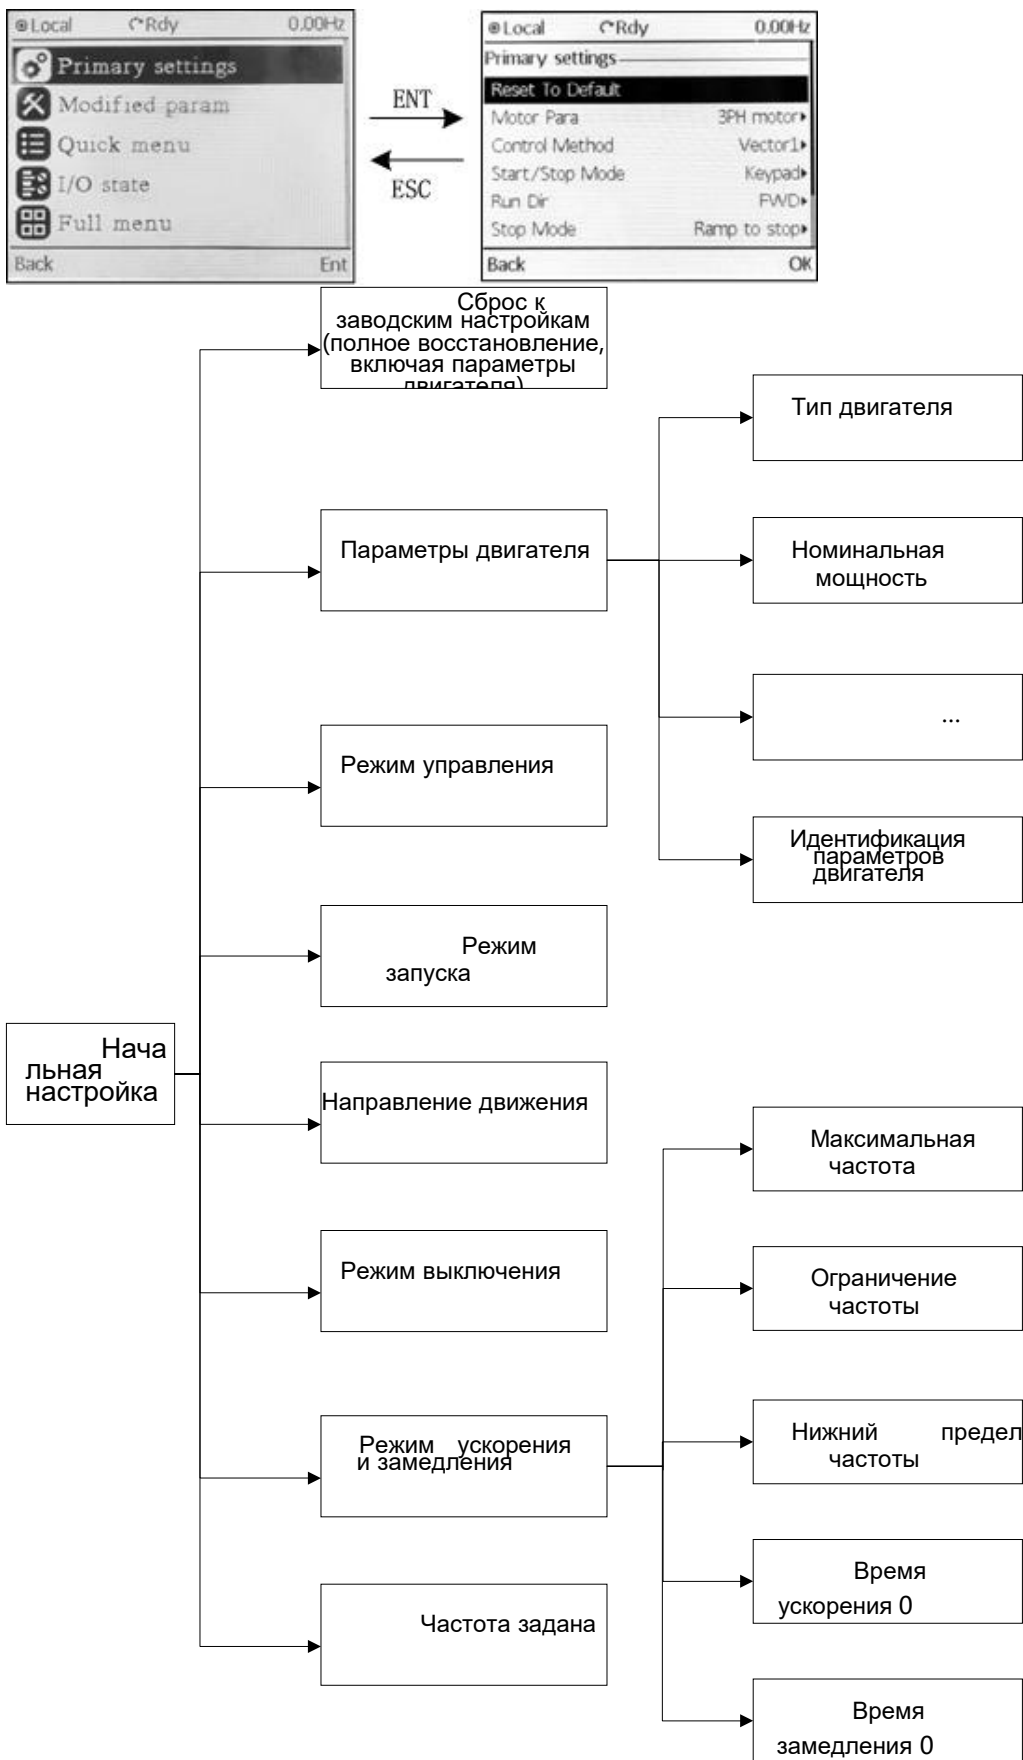 Local Rdy 0.00Hz
Primary settings
Modified param
Quick menu
I/O state
Full menu
Back Ent
ENT
ESC
Local Rdy 0.00Hz
Primary settings
Reset To Default
Motor Para 3PH motor
Control Method Vector1
Start/Stop Mode Keypad
Run Dir FWD
Stop Mode Ramp to stop
Back OK
Сброс к
заводским настройкам
(полное восстановление,
включая параметры
двигателя)
Тип двигателя
Параметры двигателя
Номинальная
мощность
...
Режим управления
Идентификация
параметров
двигателя
Режим
запуска
Нача
льная
настройка
Направление движения
Максимальная
частота
Режим выключения
Ограничение
частоты
Режим ускорения
и замедления
Нижний предел
частоты
Время
ускорения 0
Частота задана
Время
замедления 0